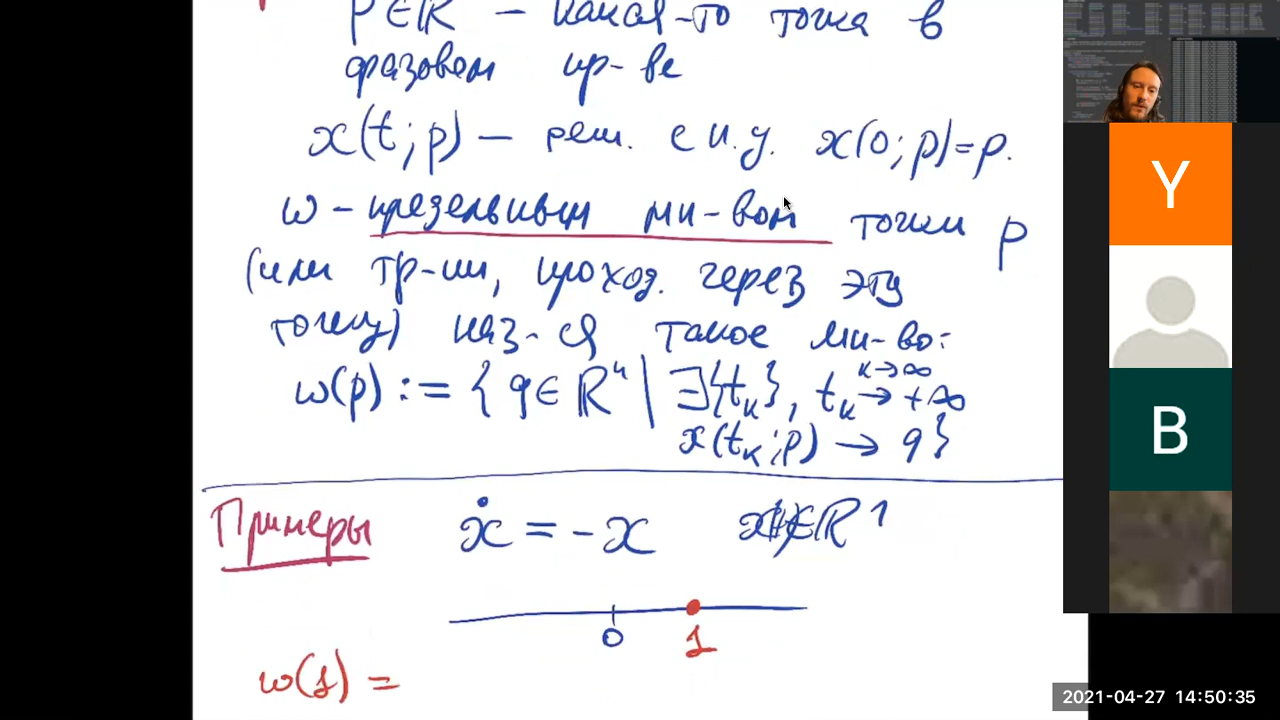 p ∈ ℝ — какая-то точка в
фазовом пр-ве
x(t;p) — реш. с н.у. x(0;p)=p.
ω-предельным мн-вом точки p
(или тр-ии, проход. через эту
точку) наз-ся такое мн-во:
ω(p) := { q∈ℝⁿ | ∃{tₖ}, tₖ →^{k→∞} +∞
x(tₖ;p) → q}
Примеры ẋ = -x ℝ¹
0 1
ω(1) =
Y
B
2021-04-27 14:50:35